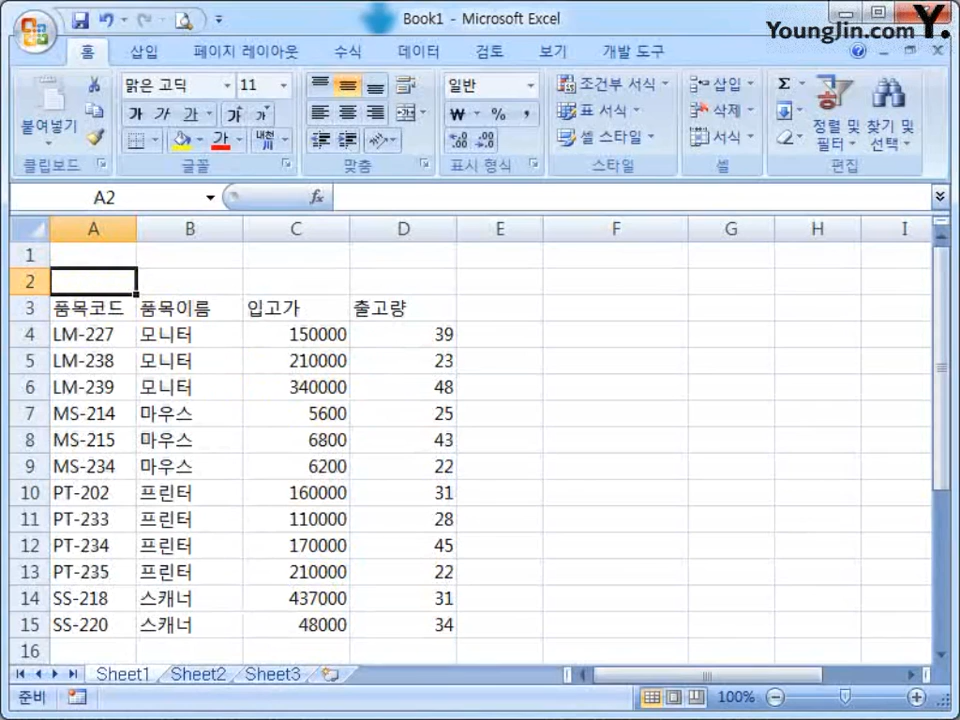 Book1 - Microsoft Excel
YoungJin.com Y.
홈 삽입 페이지 레이아웃 수식 데이터 검토 보기 개발 도구
붙여넣기
클립보드
맑은 고딕 11
가 가 가 가 가
가 내천
글꼴
맞춤
일반
₩ % ,
표시 형식
조건부 서식
표 서식
셀 스타일
스타일
삽입
삭제
서식
셀
Σ
정렬 및 필터
찾기 및 선택
편집
A2 fx
A B C D E F G H I
1
2
3 품목코드 품목이름 입고가 출고량
4 LM-227 모니터 150000 39
5 LM-238 모니터 210000 23
6 LM-239 모니터 340000 48
7 MS-214 마우스 5600 25
8 MS-215 마우스 6800 43
9 MS-234 마우스 6200 22
10 PT-202 프린터 160000 31
11 PT-233 프린터 110000 28
12 PT-234 프린터 170000 45
13 PT-235 프린터 210000 22
14 SS-218 스캐너 437000 31
15 SS-220 스캐너 48000 34
16
Sheet1 Sheet2 Sheet3
준비 100%